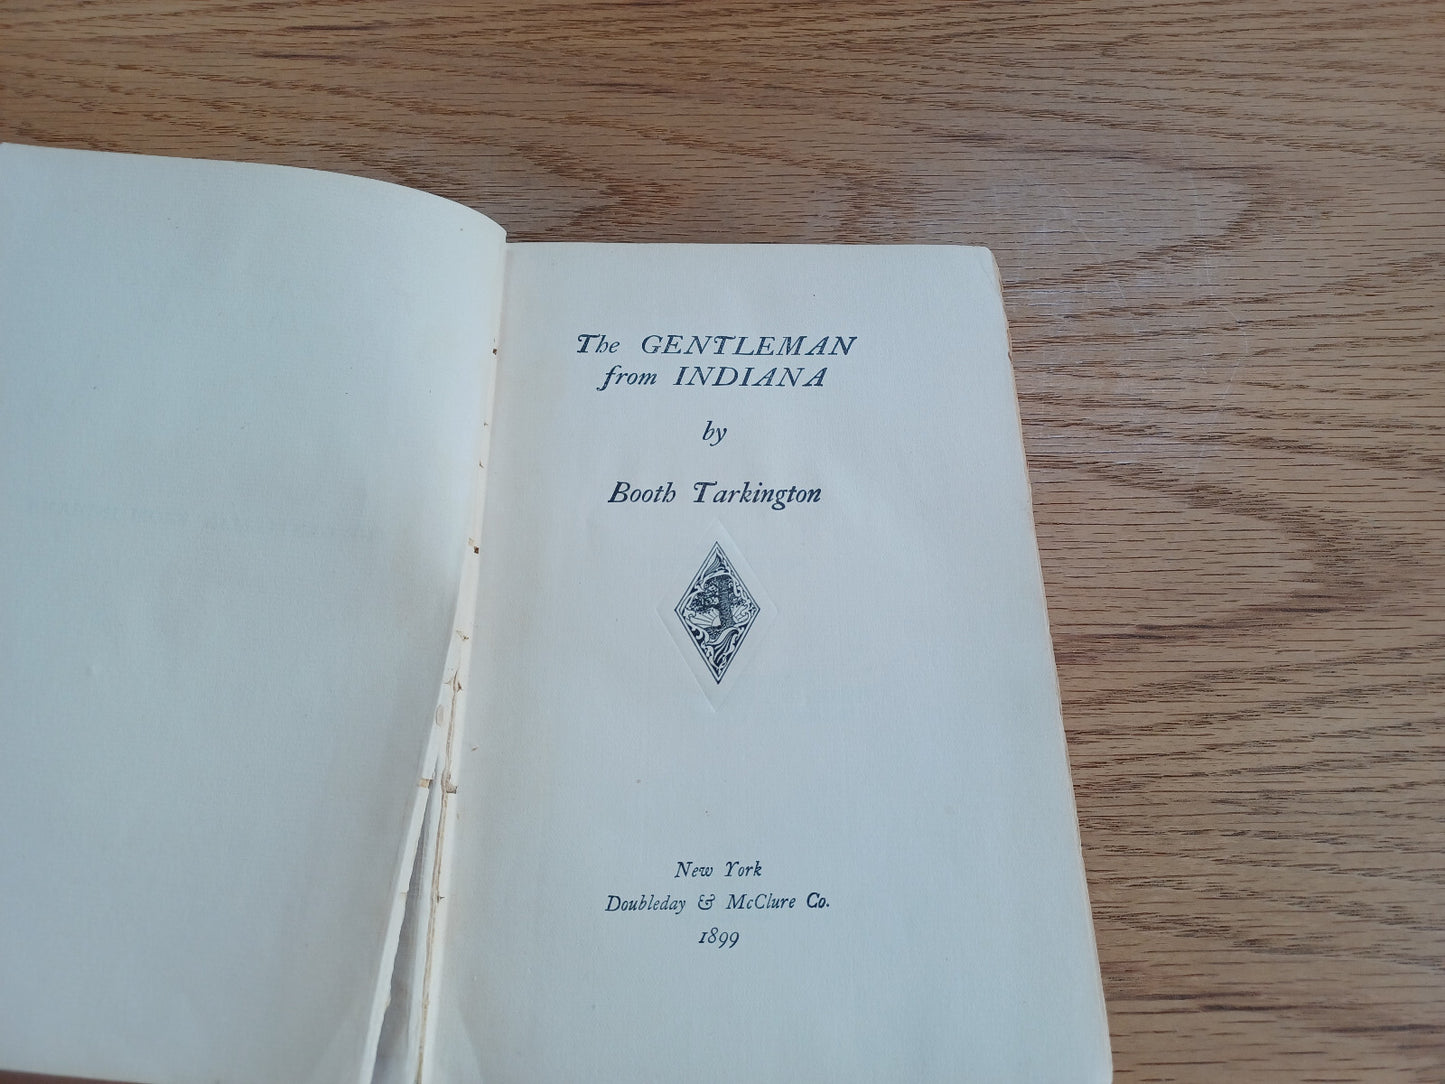 The GENTLEMAN
from INDIANA
by
Booth Tarkington
New York
Doubleday & McClure Co.
1899